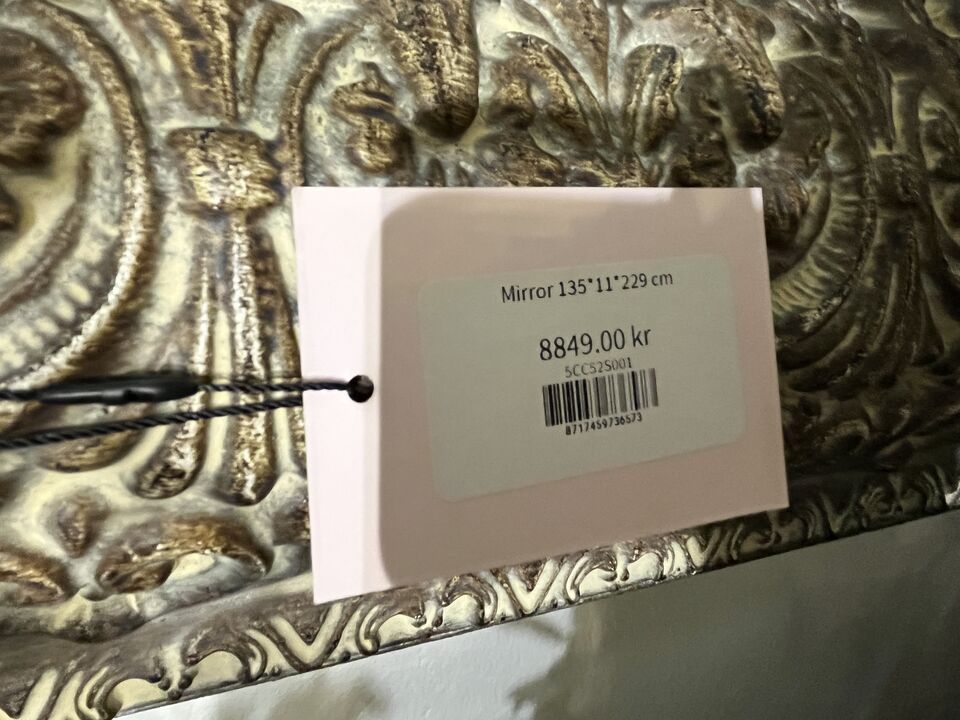 Mirror 135*11*229 cm
8849.00 kr
5CC52S001
8717459736573